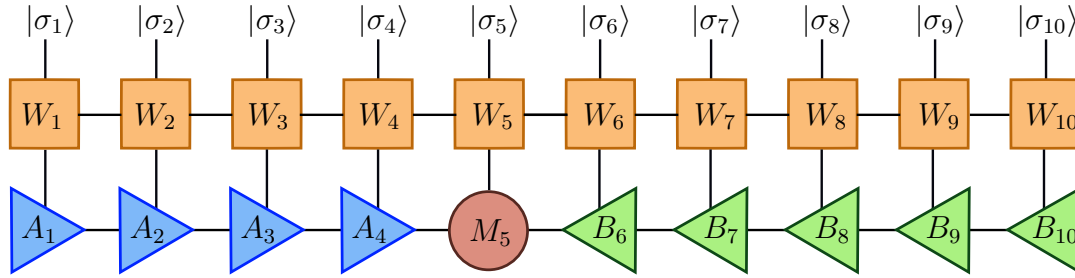 |σ₁⟩ |σ₂⟩ |σ₃⟩ |σ₄⟩ |σ₅⟩ |σ₆⟩ |σ₇⟩ |σ₈⟩ |σ₉⟩ |σ₁₀⟩
W₁ W₂ W₃ W₄ W₅ W₆ W₇ W₈ W₉ W₁₀
A₁ A₂ A₃ A₄ M₅ B₆ B₇ B₈ B₉ B₁₀